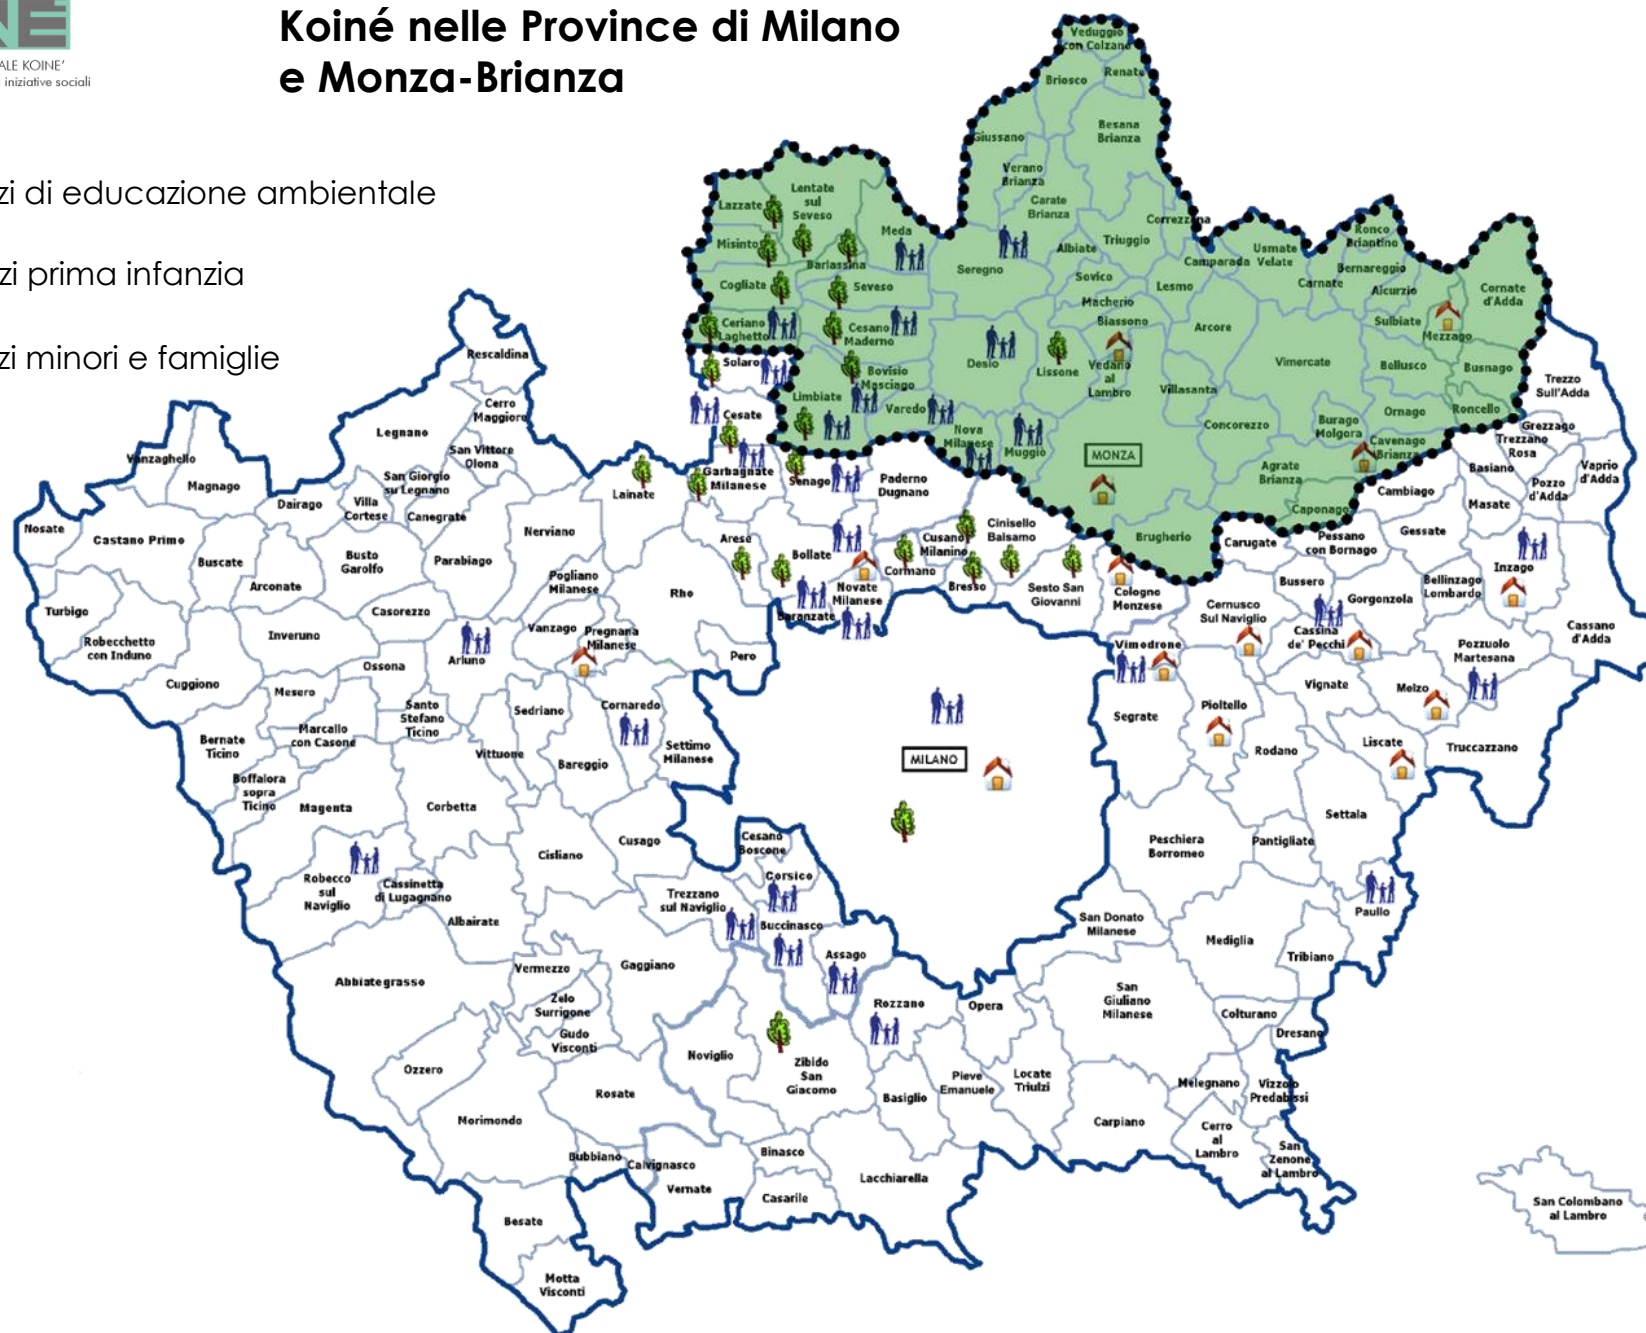 NÉ
ALE KOINE'
iniziative sociali
Koiné nelle Province di Milano
e Monza-Brianza
zi di educazione ambientale
zi prima infanzia
zi minori e famiglie
Veduggio
con Colzano
Briosco
Renate
Giussano
Besana
Brianza
Verano
Brianza
Carate
Brianza
Lentate
sul
Seveso
Lazzate
Misinto
Meda
Barlassina
Cogliate
Seveso
Ceriano
Laghetto
Cesano
Maderno
Seregno
Albiate
Triuggio
Correzzana
Sovico
Macherio
Biassono
Lesmo
Camparada
Usmate
Velate
Ronco
Briantino
Bernareggio
Carnate
Aicurzio
Cornate
d'Adda
Sulbiate
Mezzago
Arcore
Vimercate
Bellusco
Busnago
Solaro
Bovisio
Masciago
Limbiate
Varedo
Desio
Lissone
Vedano
al
Lambro
Villasanta
Concorezzo
Burago
Molgora
Ornago
Roncello
Cavenago
Brianza
Nova
Milanese
Muggiò
MONZA
Agrate
Brianza
Caponago
Brugherio
Trezzo
Sull'Adda
Grezzago
Trezzano
Rosa
Basiano
Vaprio
d'Adda
Pozzo
d'Adda
Masate
Cambiago
Gessate
Pessano
con Bornago
Carugate
Bussero
Inzago
Bellinzago
Lombardo
Gorgonzola
Cassano
d'Adda
Rescaldina
Cerro
Maggiore
Legnano
San Vittore
Olona
San Giorgio
su Legnano
Vanzaghello
Magnago
Dairago
Villa
Cortese
Canegrate
Nosate
Castano Primo
Buscate
Arconate
Busto
Garolfo
Parabiago
Nerviano
Lainate
Cesate
Garbagnate
Milanese
Senago
Paderno
Dugnano
Arese
Bollate
Cusano
Milanino
Cinisello
Balsamo
Cormano
Bresso
Sesto San
Giovanni
Cologno
Monzese
Novate
Milanese
Baranzate
Turbigo
Robecchetto
con Induno
Inveruno
Casorezzo
Pogliano
Milanese
Rho
Vanzago
Pregnana
Milanese
Pero
Cuggiono
Mesero
Ossona
Arluno
Cernusco
Sul Naviglio
Cassina
de' Pecchi
Vimodrone
Pozzuolo
Martesana
Vignate
Melzo
Segrate
Pioltello
Rodano
Liscate
Truccazzano
Bernate
Ticino
Marcallo
con Casone
Santo
Stefano
Ticino
Sedriano
Vittuone
Cornaredo
Bareggio
Settimo
Milanese
Boffalora
sopra
Ticino
Magenta
Corbetta
MILANO
Cesano
Boscone
Cusago
Cisliano
Corsico
Settala
Peschiera
Borromeo
Pantigliate
Robecco
sul
Naviglio
Cassinetta
di Lugagnano
Albairate
Trezzano
sul Naviglio
Buccinasco
Assago
San Donato
Milanese
Mediglia
Paullo
Tribiano
Abbiategrasso
Vermezzo
Gaggiano
Zelo
Surrigone
Gudo
Visconti
Rozzano
Opera
San
Giuliano
Milanese
Colturano
Dresano
Ozzero
Morimondo
Rosate
Noviglio
Zibido
San
Giacomo
Basiglio
Pieve
Emanuele
Locate
Triulzi
Melegnano
Vizzolo
Predabissi
Carpiano
Cerro
al
Lambro
San
Zenone
al Lambro
Bubbiano
Calvignasco
Vernate
Binasco
Casarile
Lacchiarella
Besate
Motta
Visconti
San Colombano
al Lambro